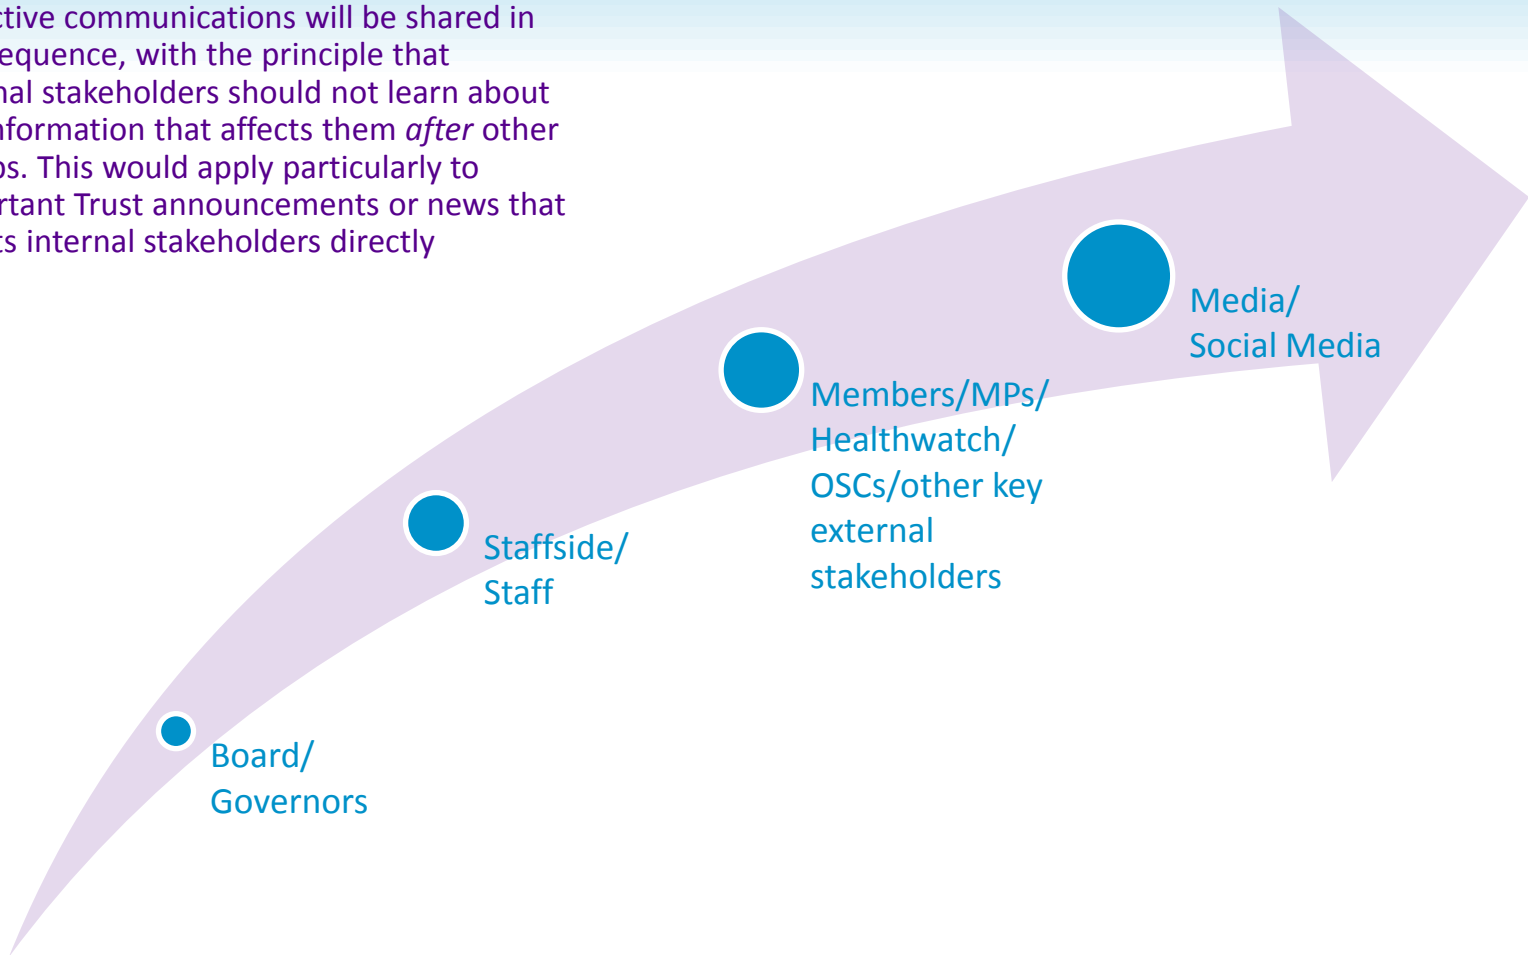 ctive communications will be shared in
equence, with the principle that
nal stakeholders should not learn about
nformation that affects them after other
ps. This would apply particularly to
rtant Trust announcements or news that
ts internal stakeholders directly
Media/
Social Media
Members/MPs/
Healthwatch/
OSCs/other key
external
stakeholders
Staffside/
Staff
Board/
Governors